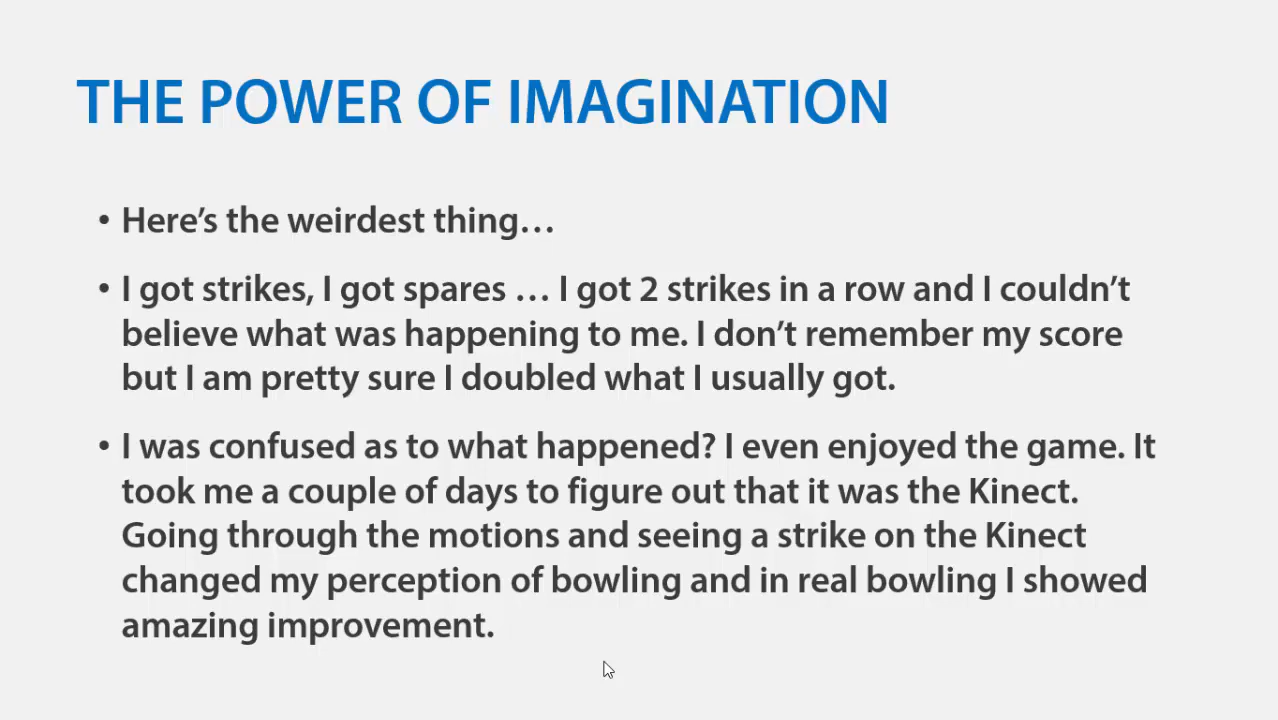 THE POWER OF IMAGINATION
• Here’s the weirdest thing…
• I got strikes, I got spares … I got 2 strikes in a row and I couldn’t
believe what was happening to me. I don’t remember my score
but I am pretty sure I doubled what I usually got.
• I was confused as to what happened? I even enjoyed the game. It
took me a couple of days to figure out that it was the Kinect.
Going through the motions and seeing a strike on the Kinect
changed my perception of bowling and in real bowling I showed
amazing improvement.